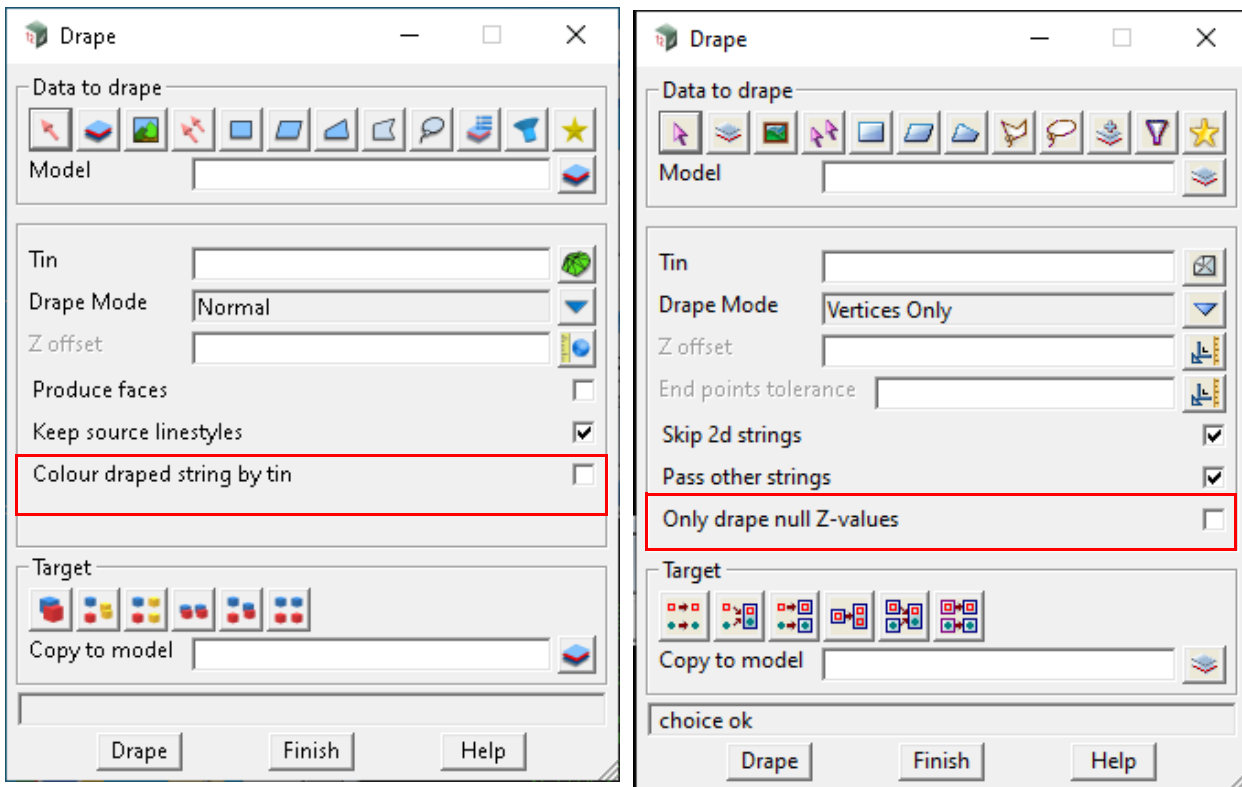 Drape
Data to drape
Model
Tin
Drape Mode
Normal
Z offset
Produce faces
Keep source linestyles
Colour draped string by tin
Target
Copy to model
Drape
Finish
Help
Drape
Data to drape
Model
Tin
Drape Mode
Vertices Only
Z offset
End points tolerance
Skip 2d strings
Pass other strings
Only drape null Z-values
Target
Copy to model
choice ok
Drape
Finish
Help